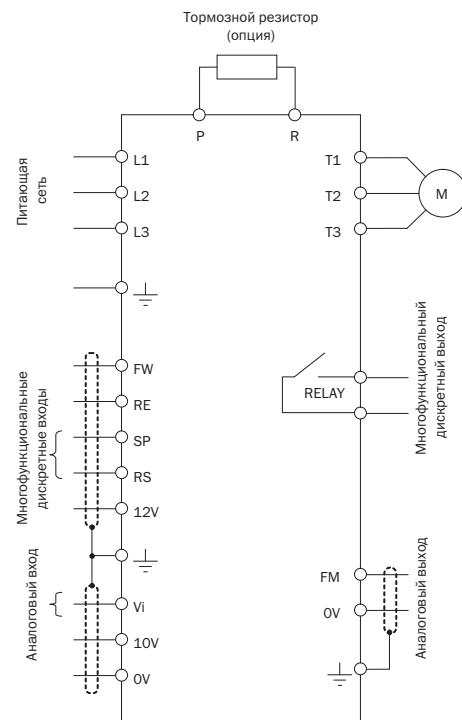 Тормозной резистор
(опция)
P
R
L1
L2
L3
Питающая
сеть
T1
T2
T3
M
FW
RE
SP
RS
12V
Многофункциональные
дискретные входы
RELAY
Многофункциональный
дискретный выход
Vi
10V
0V
Аналоговый вход
FM
0V
Аналоговый выход